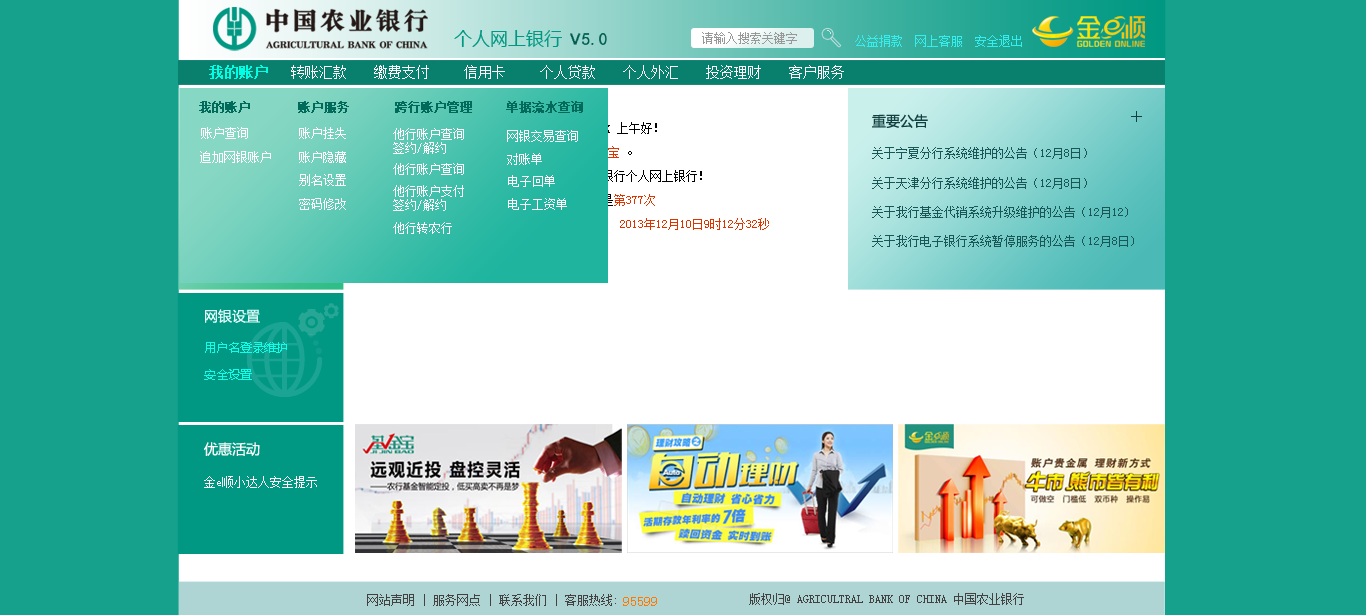 中国农业银行
AGRICULTURAL BANK OF CHINA
个人网上银行 V5.0
请输入搜索关键字
公益捐款 网上客服 安全退出
金e顺
GOLDEN ONLINE
我的账户 转账汇款 缴费支付 信用卡 个人贷款 个人外汇 投资理财 客户服务
我的账户
账户查询
追加网银账户
账户服务
账户挂失
账户隐藏
别名设置
密码修改
跨行账户管理
他行账户查询
签约/解约
他行账户查询
他行账户支付
签约/解约
他行转农行
单据流水查询
网银交易查询
对账单
电子回单
电子工资单
上午好!
宝 。
银行个人网上银行!
是第377次
2013年12月10日9时12分32秒
重要公告
关于宁夏分行系统维护的公告(12月8日)
关于天津分行系统维护的公告(12月8日)
关于我行基金代销系统升级维护的公告(12月12)
关于我行电子银行系统暂停服务的公告(12月8日)
网银设置
用户名登录维护
安全设置
优惠活动
金e顺小达人安全提示
基金宝
JI JIN BAO
远观近投 盘控灵活
——农行基金智能定投,低买高卖不再是梦
理财攻略之
自动理财
Auto
自动理财 省心省力
活期存款年利率的7倍
赎回资金 实时到账
金e顺
账户贵金属 理财新方式
牛市 熊市皆有利
可做空 门槛低 双币种 操作易
网站声明 | 服务网点 | 联系我们 | 客服热线: 95599
版权归@ AGRICULTRAL BANK OF CHINA 中国农业银行